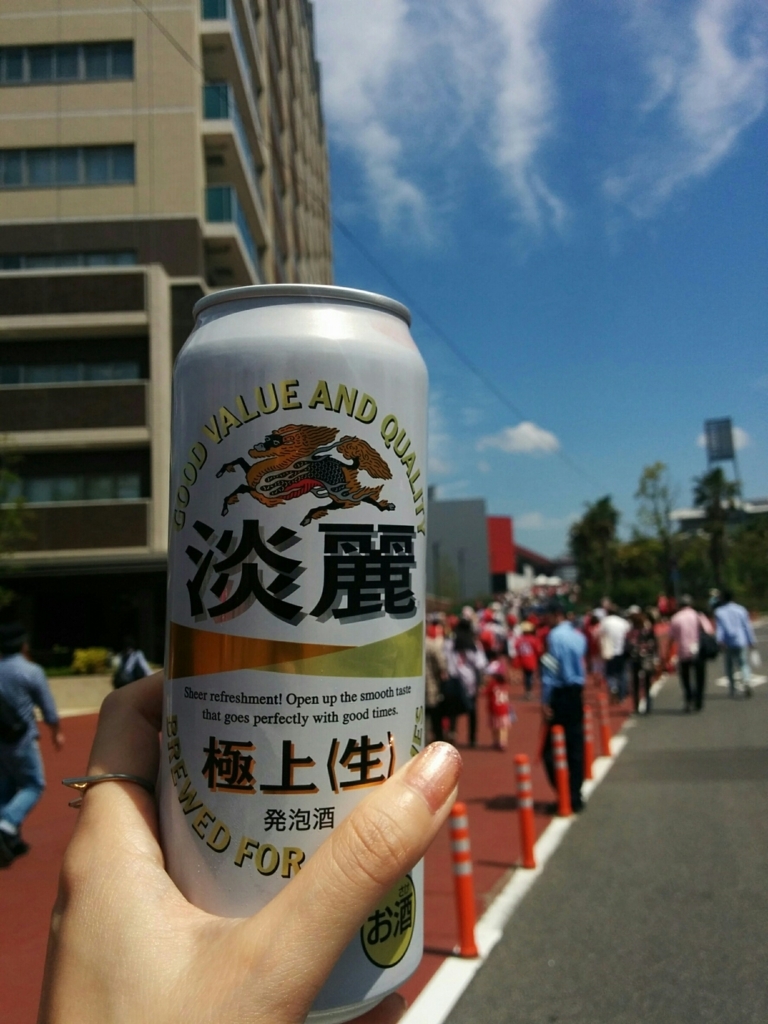 GOOD VALUE AND QUALITY
淡麗
Sheer refreshment! Open up the smooth taste
that goes perfectly with good times.
極上〈生〉
発泡酒
BREWED FOR
お酒